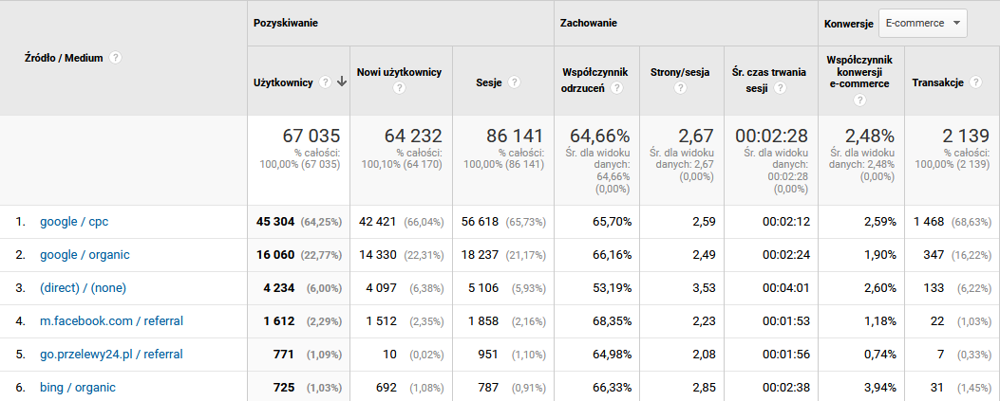 Pozyskiwanie Zachowanie Konwersje E-commerce
Źródło / Medium ?
Użytkownicy ? Nowi użytkownicy ? Sesje ? Współczynnik odrzuceń ? Strony/sesja ? Śr. czas trwania sesji ? Współczynnik konwersji e-commerce ? Transakcje ?
67 035 64 232 86 141 64,66% 2,67 00:02:28 2,48% 2 139
% całości: 100,00% (67 035) % całości: 100,10% (64 170) % całości: 100,00% (86 141) Śr. dla widoku danych: 64,66% (0,00%) Śr. dla widoku danych: 2,67 (0,00%) Śr. dla widoku danych: 00:02:28 (0,00%) Śr. dla widoku danych: 2,48% (0,00%) % całości: 100,00% (2 139)
1. google / cpc 45 304 (64,25%) 42 421 (66,04%) 56 618 (65,73%) 65,70% 2,59 00:02:12 2,59% 1 468 (68,63%)
2. google / organic 16 060 (22,77%) 14 330 (22,31%) 18 237 (21,17%) 66,16% 2,49 00:02:24 1,90% 347 (16,22%)
3. (direct) / (none) 4 234 (6,00%) 4 097 (6,38%) 5 106 (5,93%) 53,19% 3,53 00:04:01 2,60% 133 (6,22%)
4. m.facebook.com / referral 1 612 (2,29%) 1 512 (2,35%) 1 858 (2,16%) 68,35% 2,23 00:01:53 1,18% 22 (1,03%)
5. go.przelewy24.pl / referral 771 (1,09%) 10 (0,02%) 951 (1,10%) 64,98% 2,08 00:01:56 0,74% 7 (0,33%)
6. bing / organic 725 (1,03%) 692 (1,08%) 787 (0,91%) 66,33% 2,85 00:02:38 3,94% 31 (1,45%)